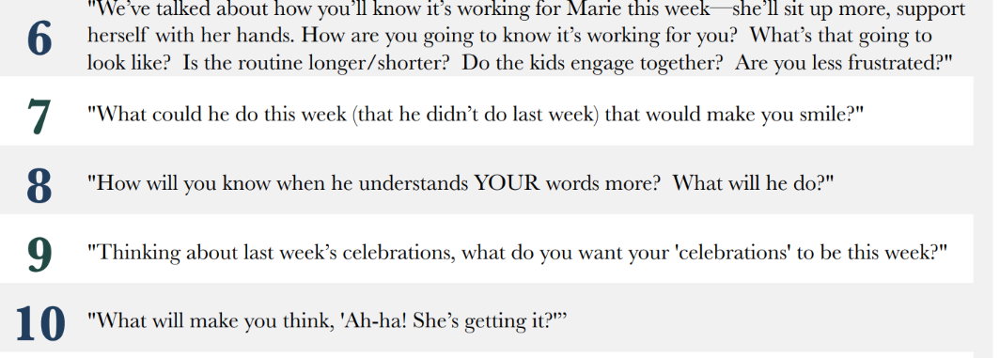 6
"We've talked about how you'll know it's working for Marie this week—she'll sit up more, support
herself with her hands. How are you going to know it's working for you?  What's that going to
look like?  Is the routine longer/shorter?  Do the kids engage together?  Are you less frustrated?"
7
"What could he do this week (that he didn’t do last week) that would make you smile?"
8
"How will you know when he understands YOUR words more?  What will he do?"
9
"Thinking about last week’s celebrations, what do you want your 'celebrations' to be this week?"
10
"What will make you think, 'Ah-ha! She’s getting it?'”